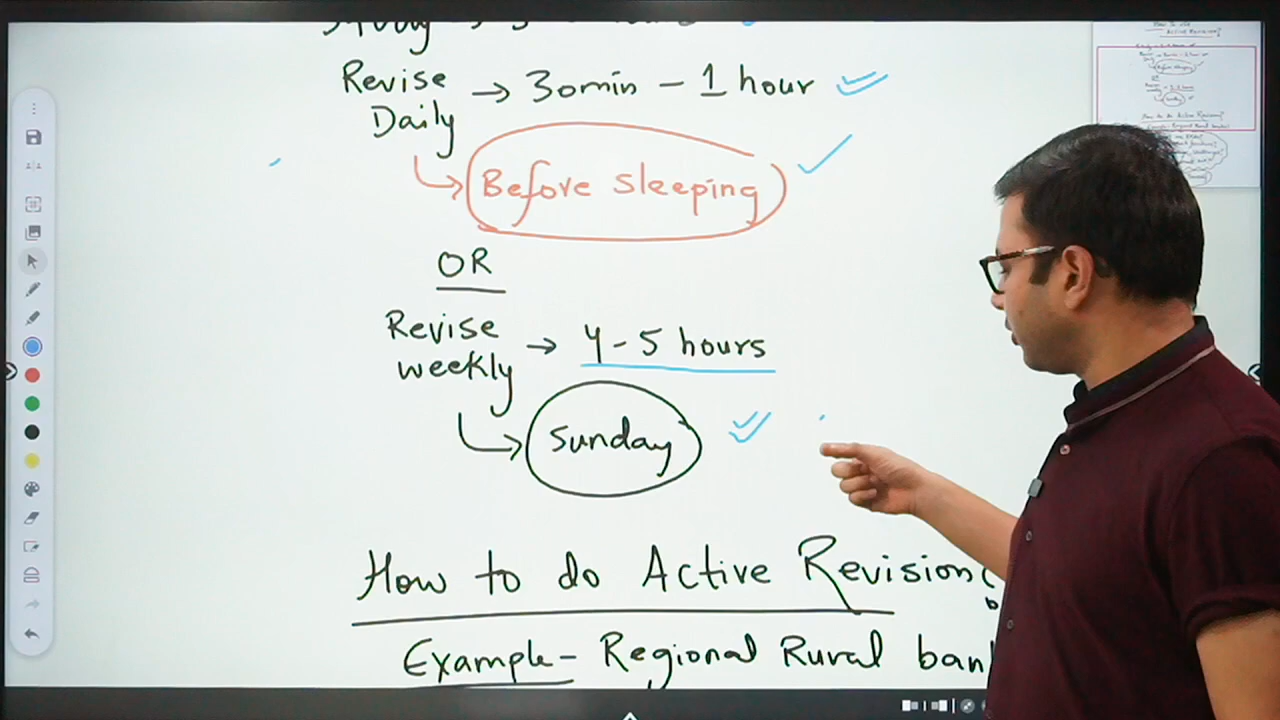 Revise → 30min - 1 hour
Daily
Before sleeping
OR
Revise → 4-5 hours
weekly
Sunday
How to do Active Revision?
Example - Regional Rural bank